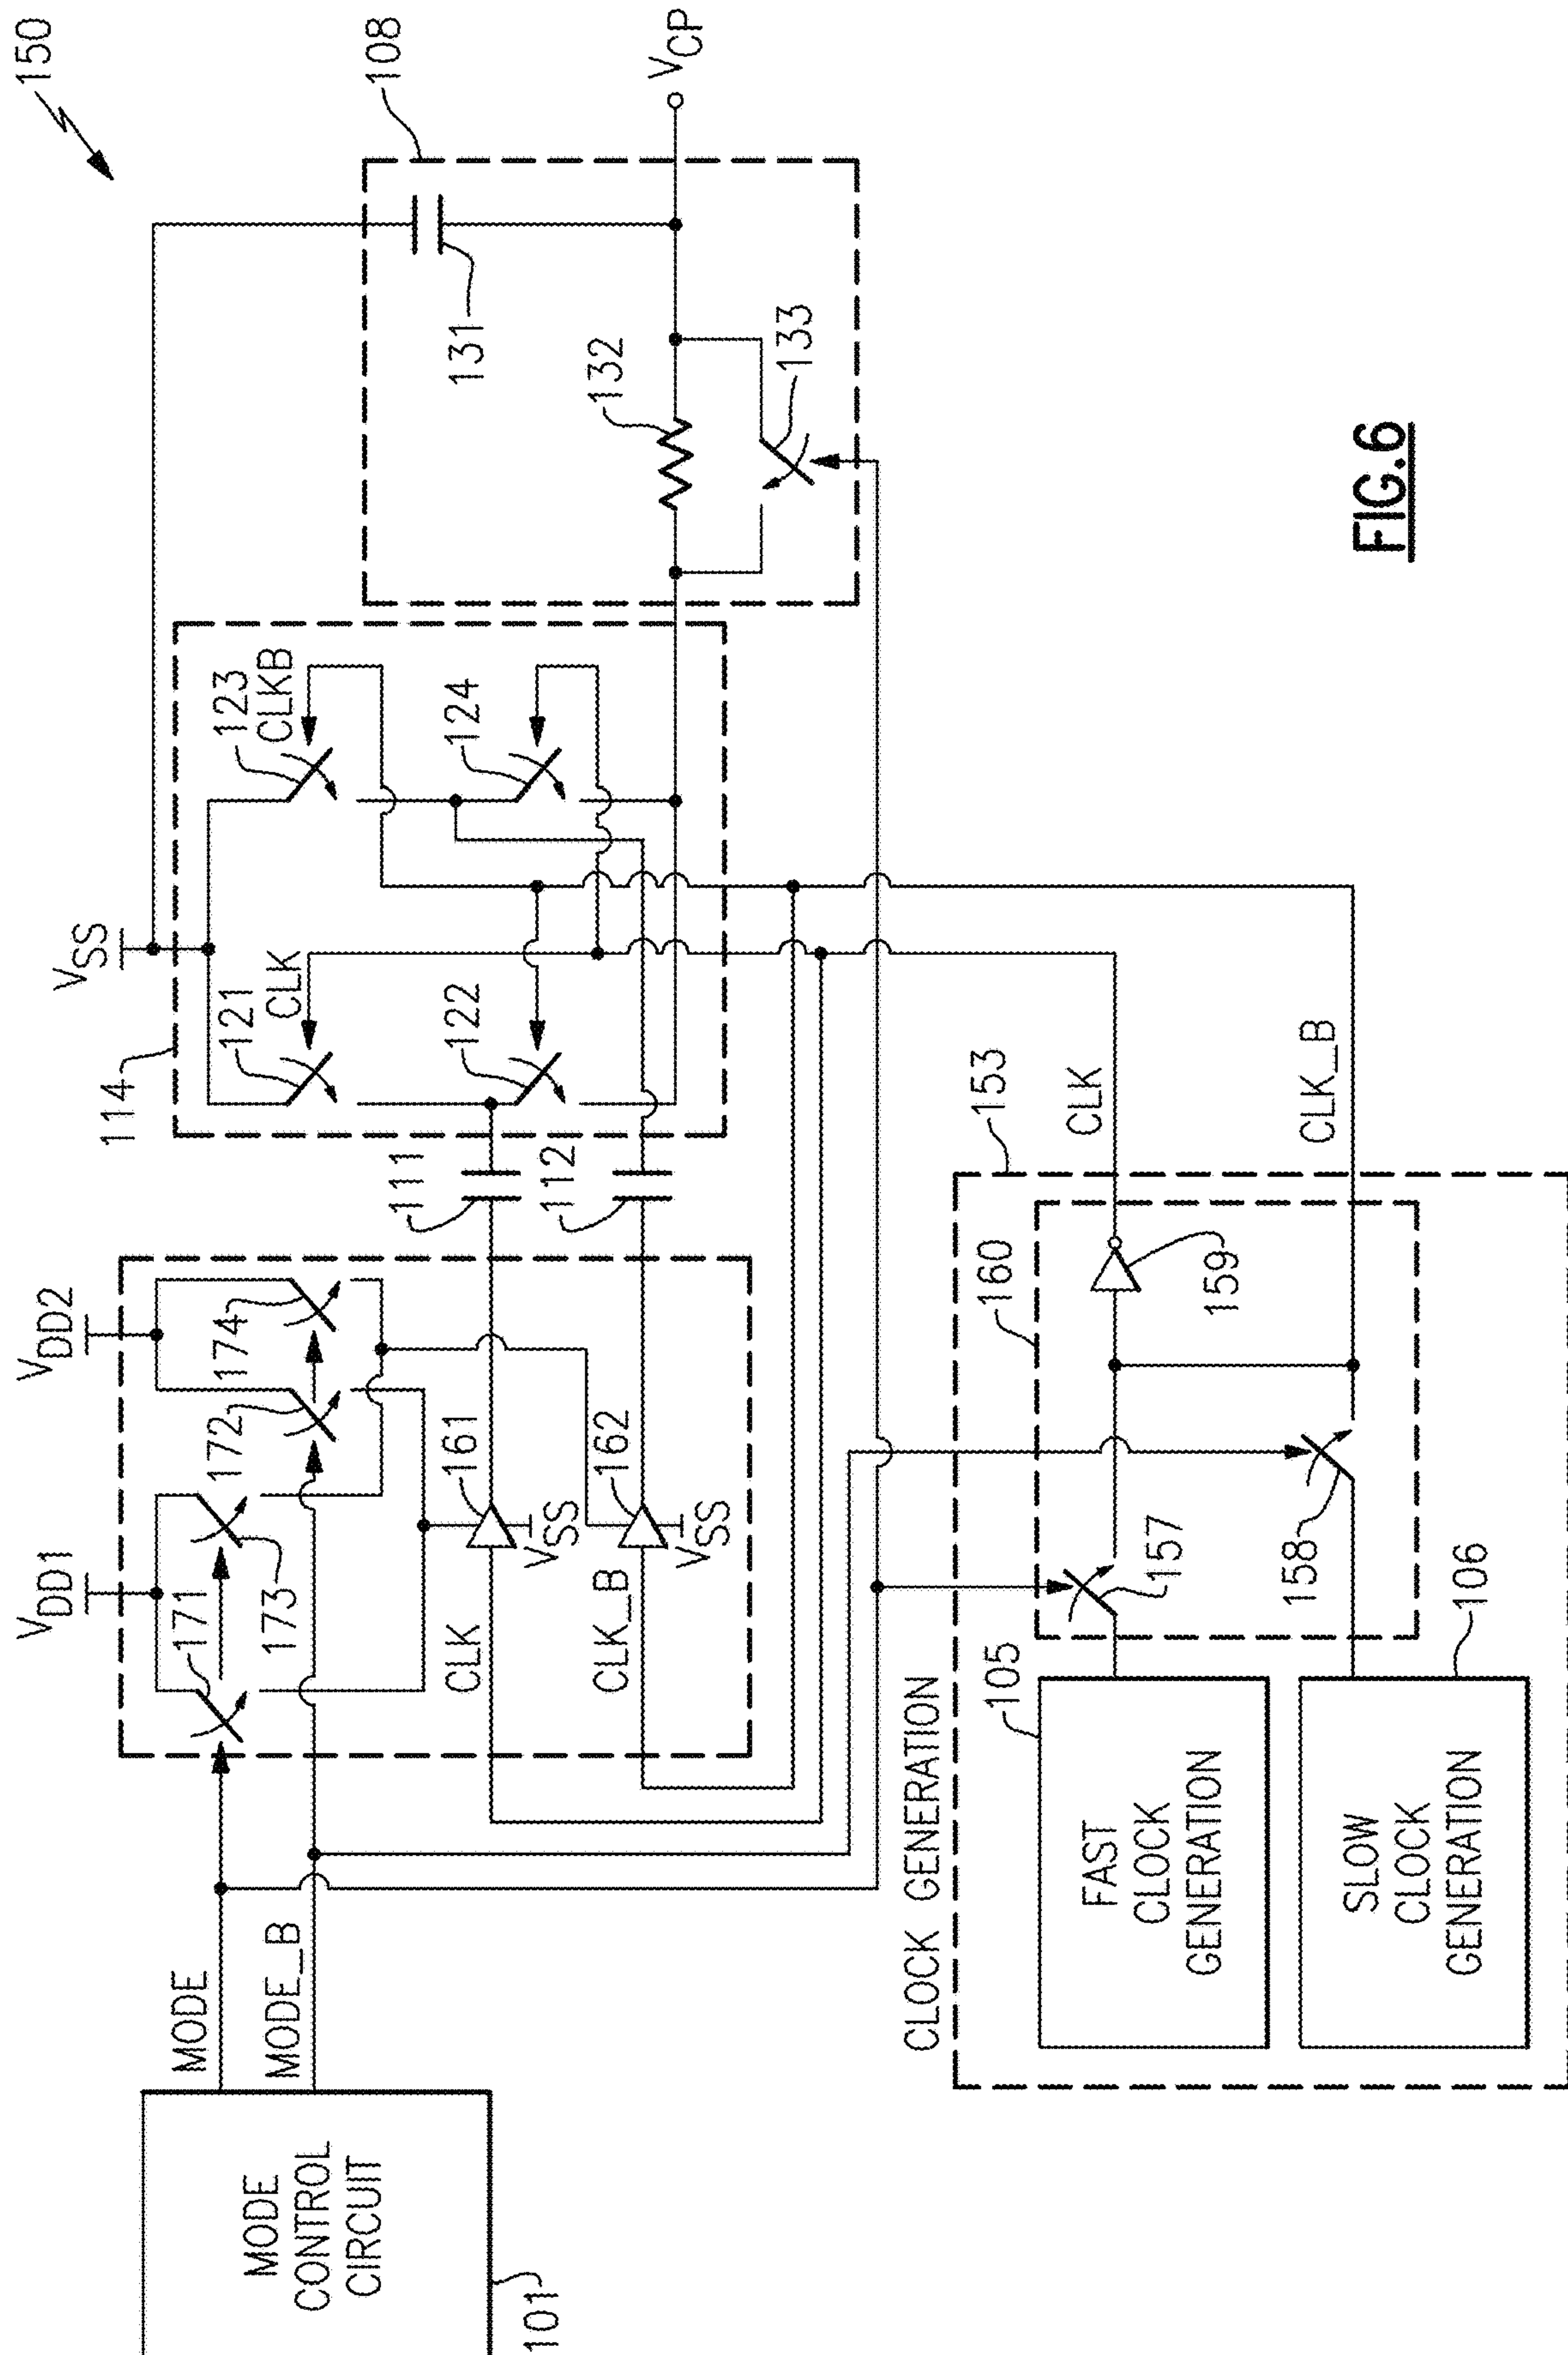 150
VDD1
VDD2
VSS
108
MODE
MODE_B
MODE
CONTROL
CIRCUIT
101
171
173
172
174
161
162
CLK
CLK_B
VSS
VSS
111
112
114
121
CLK
122
123
CLKB
124
131
132
133
VCP
CLOCK GENERATION
105
FAST
CLOCK
GENERATION
SLOW
CLOCK
GENERATION
106
157
158
160
159
153
CLK
CLK_B
FIG.6